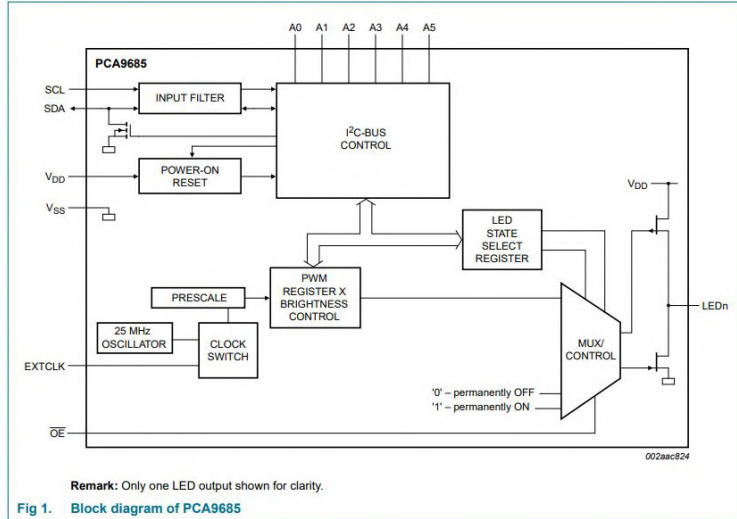 A0 A1 A2 A3 A4 A5
PCA9685
SCL
SDA
INPUT FILTER
I²C-BUS
CONTROL
POWER-ON
RESET
VDD
VSS
VDD
LED
STATE
SELECT
REGISTER
PWM
REGISTER X
BRIGHTNESS
CONTROL
PRESCALE
25 MHz
OSCILLATOR
CLOCK
SWITCH
EXTCLK
MUX/
CONTROL
LEDn
'0' – permanently OFF
'1' – permanently ON
OE
002aac824
Remark: Only one LED output shown for clarity.
Fig 1. Block diagram of PCA9685